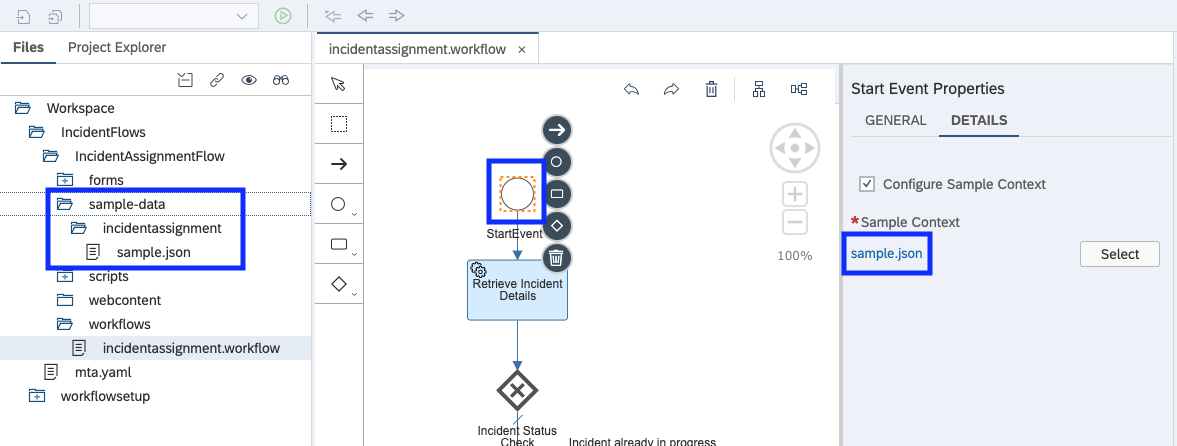 Files
Project Explorer
Workspace
IncidentFlows
IncidentAssignmentFlow
forms
sample-data
incidentassignment
sample.json
scripts
webcontent
workflows
incidentassignment.workflow
mta.yaml
workflowsetup
incidentassignment.workflow ×
StartEvent
Retrieve Incident
Details
Incident Status
Check
Incident already in progress
100%
Start Event Properties
GENERAL
DETAILS
Configure Sample Context
*Sample Context
sample.json
Select